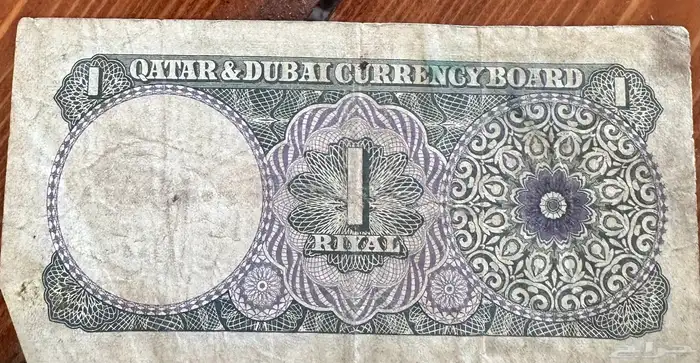 1 QATAR & DUBAI CURRENCY BOARD 1
1
RIYAL